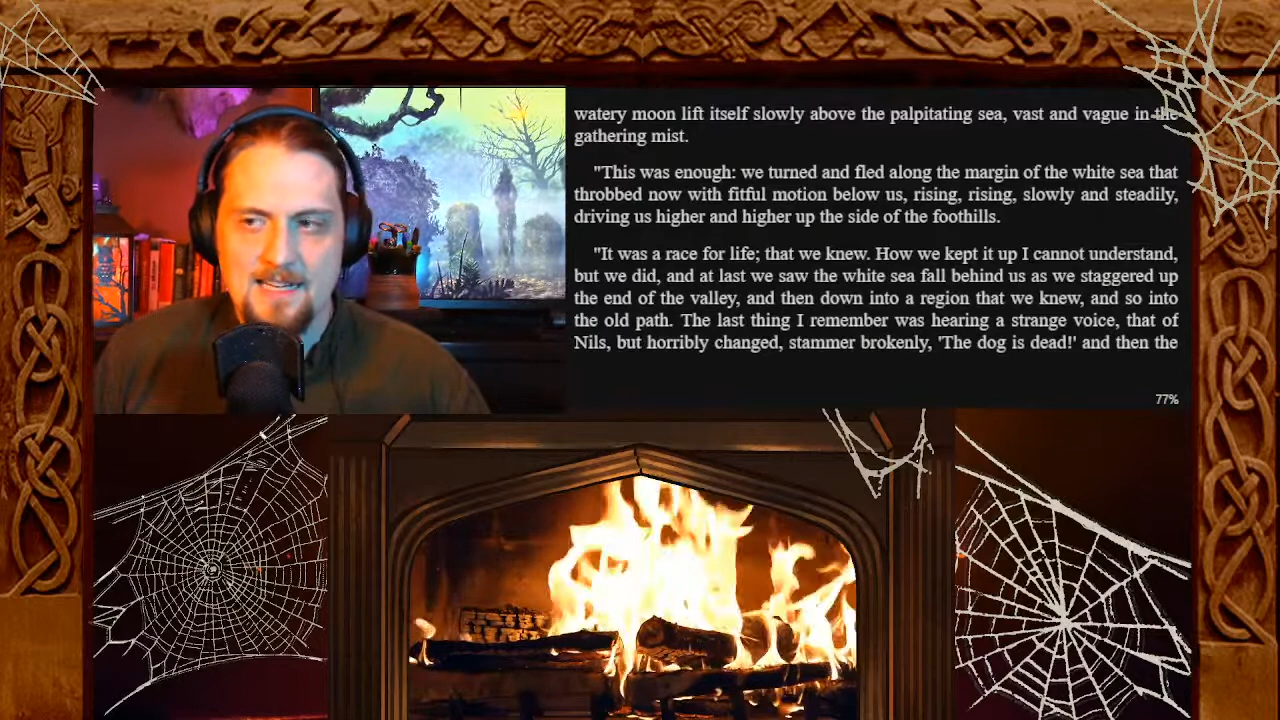 watery moon lift itself slowly above the palpitating sea, vast and vague in the
gathering mist.
"This was enough: we turned and fled along the margin of the white sea that
throbbed now with fitful motion below us, rising, rising, slowly and steadily,
driving us higher and higher up the side of the foothills.
"It was a race for life; that we knew. How we kept it up I cannot understand,
but we did, and at last we saw the white sea fall behind us as we staggered up
the end of the valley, and then down into a region that we knew, and so into
the old path. The last thing I remember was hearing a strange voice, that of
Nils, but horribly changed, stammer brokenly, 'The dog is dead!' and then the
77%